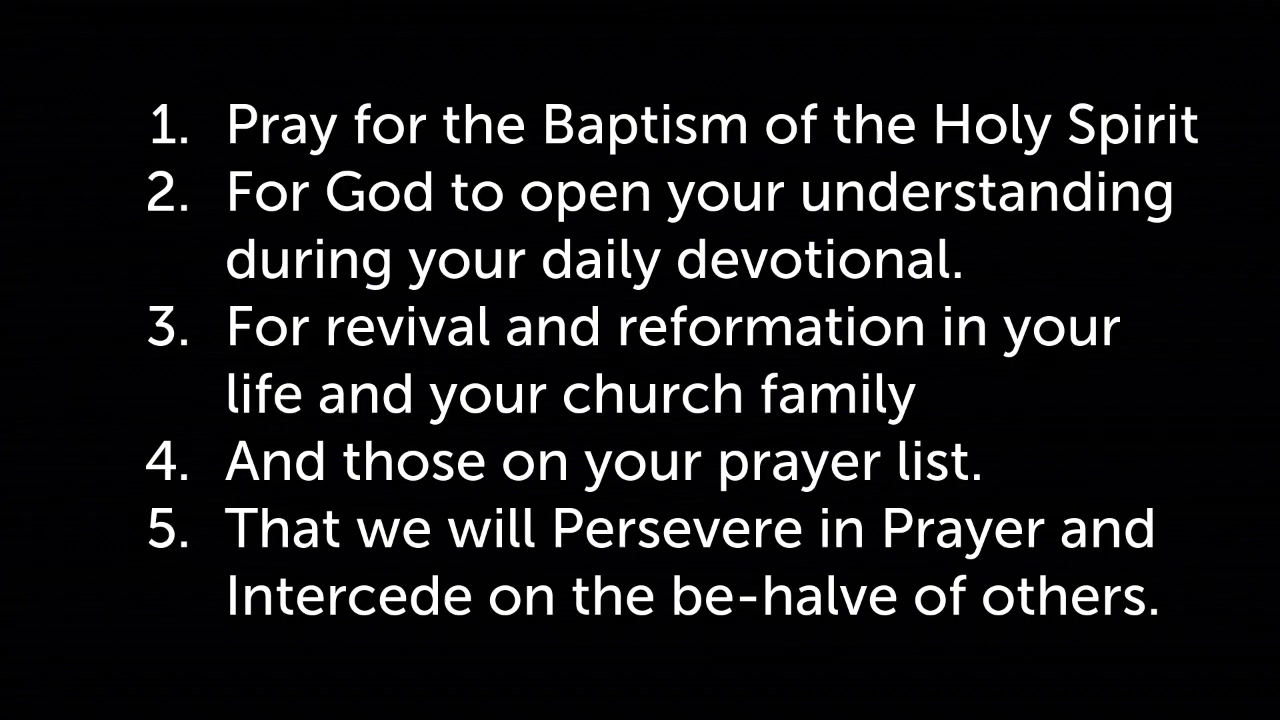 1. Pray for the Baptism of the Holy Spirit
2. For God to open your understanding
during your daily devotional.
3. For revival and reformation in your
life and your church family
4. And those on your prayer list.
5. That we will Persevere in Prayer and
Intercede on the be-halve of others.